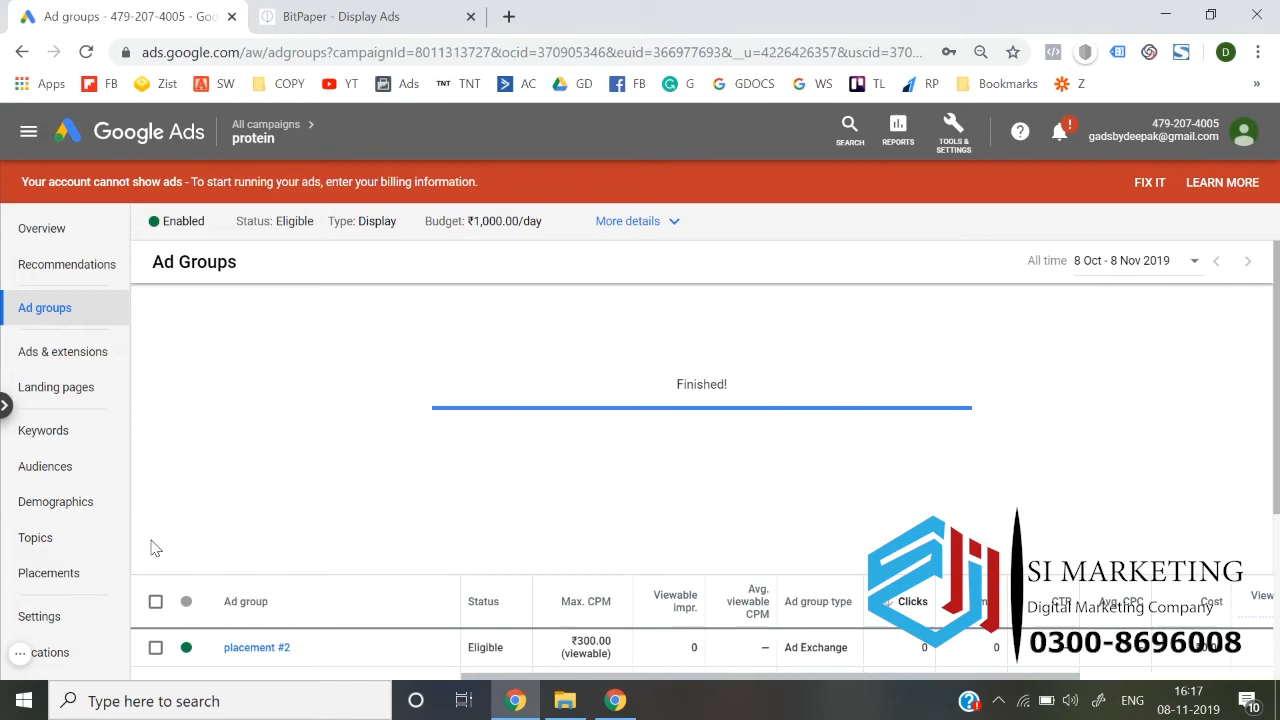 Ad groups - 479-207-4005 - Goo
BitPaper - Display Ads
ads.google.com/aw/adgroups?campaignId=8011313727&ocid=370905346&euid=366977693&__u=4226426357&uscid=370...
Apps FB Zist SW COPY YT Ads TNT TNT AC GD FB G GDOCS WS TL RP Bookmarks Z »
Google Ads
All campaigns
protein
SEARCH
REPORTS
TOOLS & SETTINGS
479-207-4005
gadsbydeepak@gmail.com
Your account cannot show ads - To start running your ads, enter your billing information.
FIX IT
LEARN MORE
Enabled Status: Eligible Type: Display Budget: ₹1,000.00/day More details
Overview
Recommendations
Ad groups
Ads & extensions
Landing pages
Keywords
Audiences
Demographics
Topics
Placements
Settings
cations
Ad Groups
All time 8 Oct - 8 Nov 2019
Finished!
Ad group Status Max. CPM Viewable impr. Avg. viewable CPM Ad group type Clicks CTR Avg. CPC Cost View
placement #2 Eligible ₹300.00 (viewable) 0 — Ad Exchange 0 0
SI MARKETING
Digital Marketing Company
0300-8696008
Type here to search
ENG
16:17
08-11-2019
10